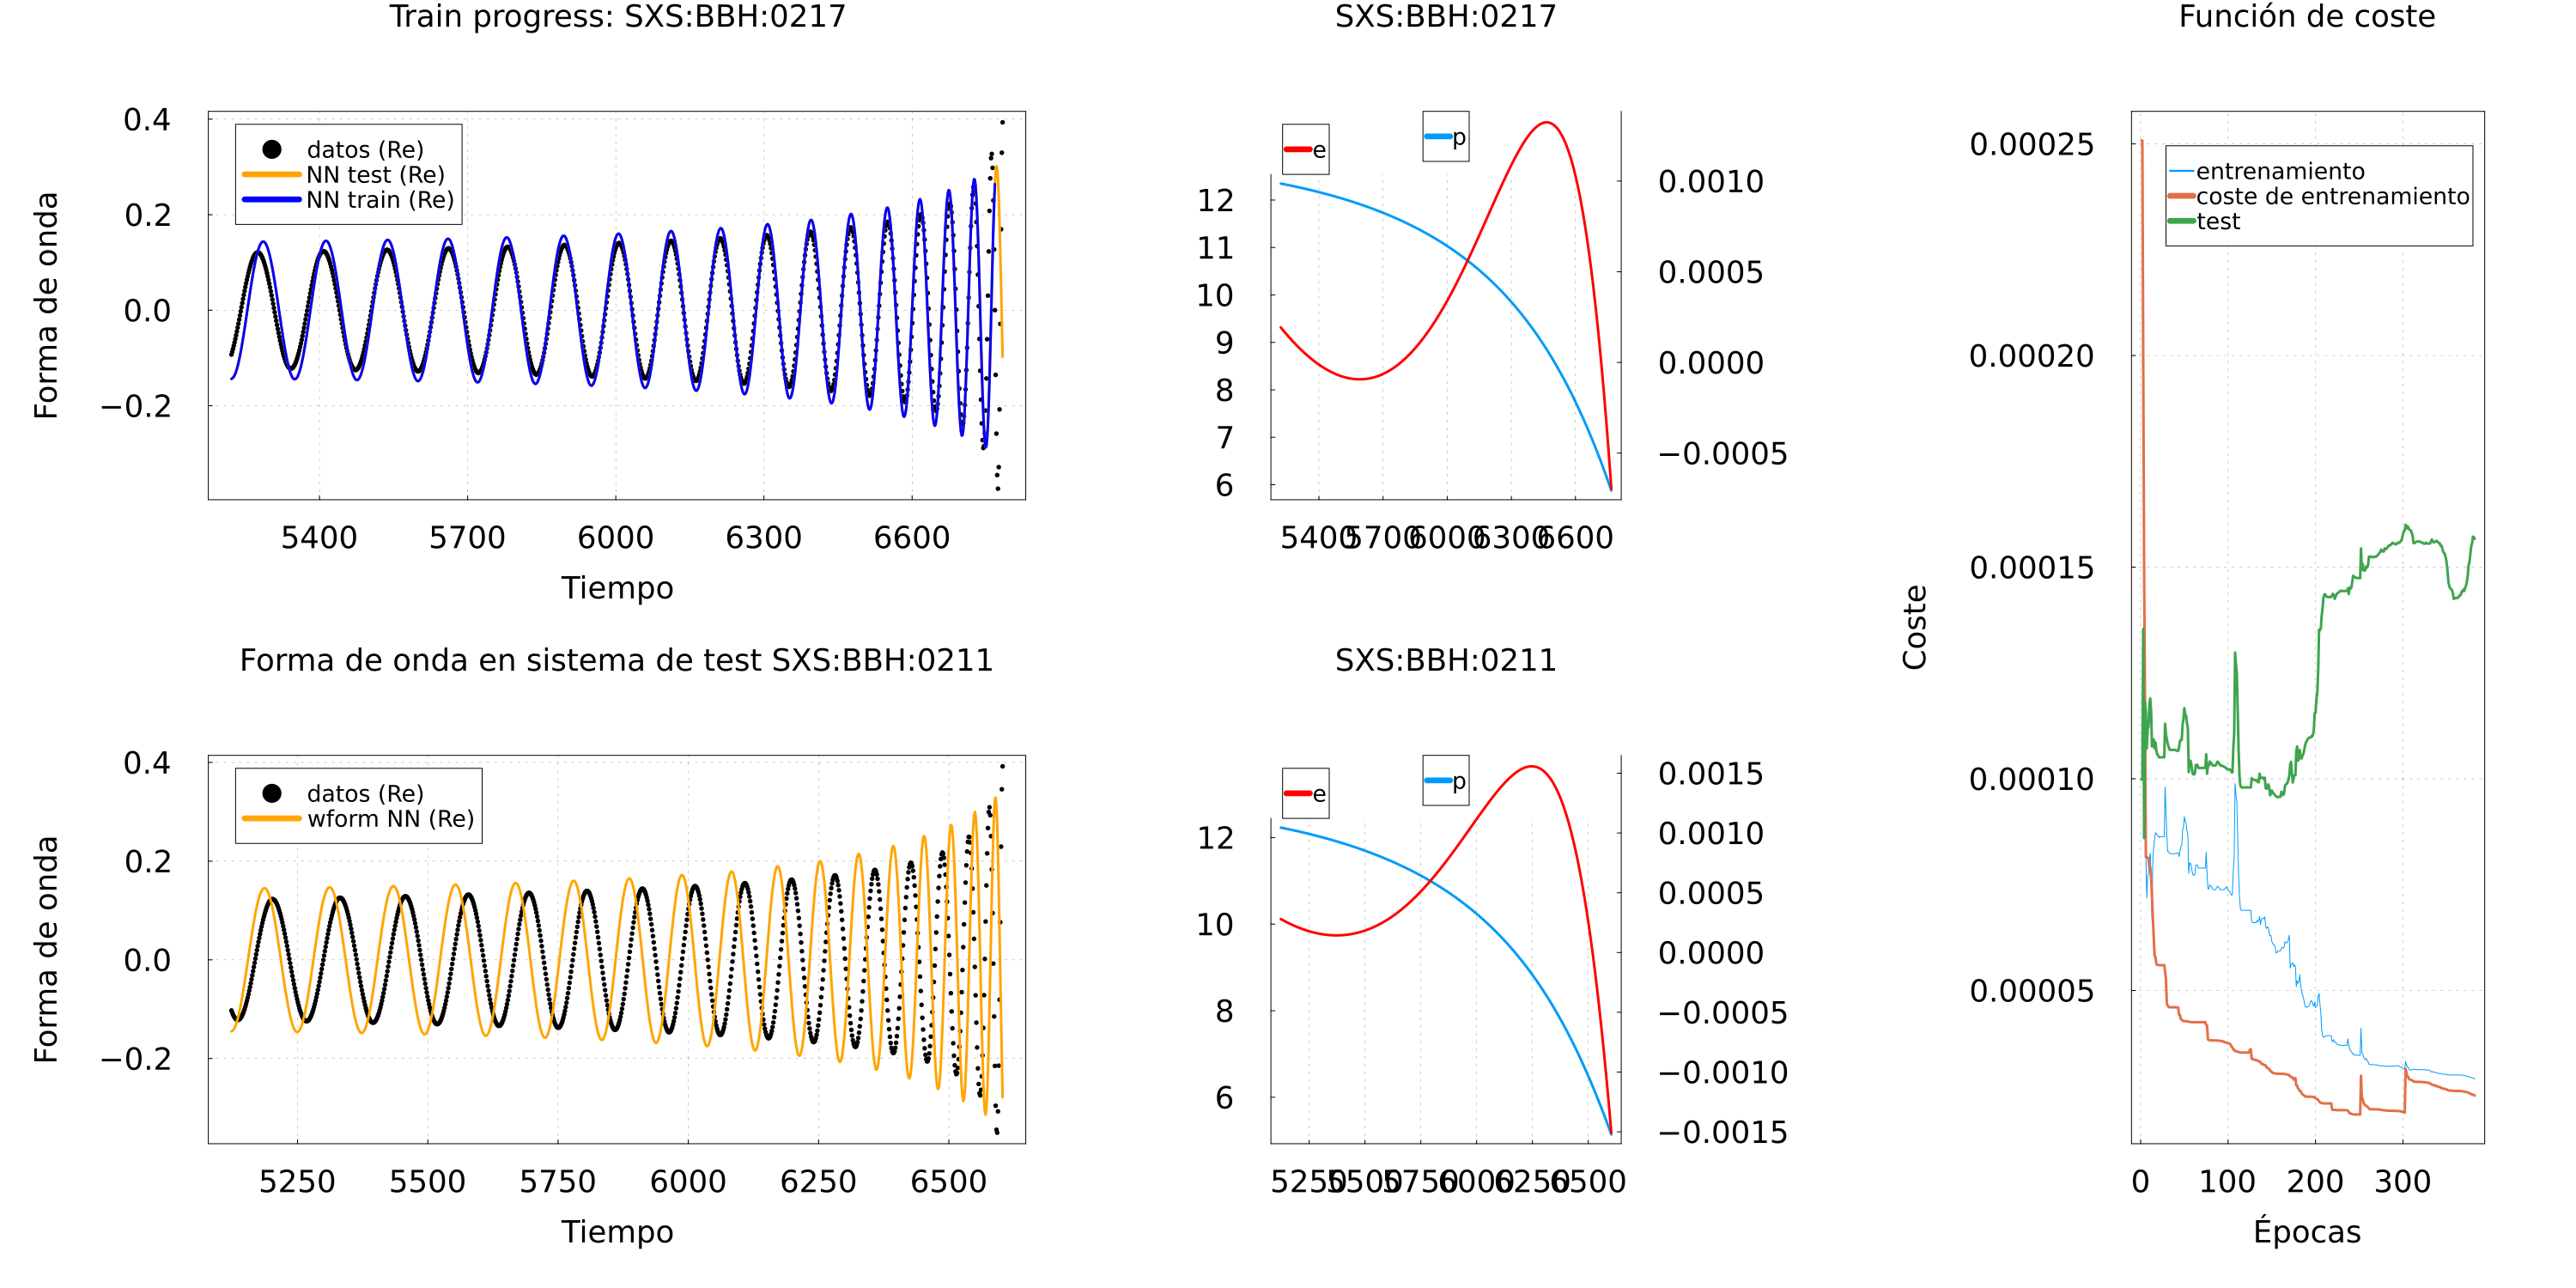 Train progress: SXS:BBH:0217
Forma de onda
0.4
0.2
0.0
−0.2
datos (Re)
NN test (Re)
NN train (Re)
5400 5700 6000 6300 6600
Tiempo
SXS:BBH:0217
e
p
12
11
10
9
8
7
6
0.0010
0.0005
0.0000
−0.0005
5400 5700 6000 6300 6600
Forma de onda en sistema de test SXS:BBH:0211
Forma de onda
0.4
0.2
0.0
−0.2
datos (Re)
wform NN (Re)
5250 5500 5750 6000 6250 6500
Tiempo
SXS:BBH:0211
e
p
12
10
8
6
0.0015
0.0010
0.0005
0.0000
−0.0005
−0.0010
−0.0015
5250 5500 5750 6000 6250 6500
Función de coste
Coste
0.00025
0.00020
0.00015
0.00010
0.00005
entrenamiento
coste de entrenamiento
test
0 100 200 300
Épocas